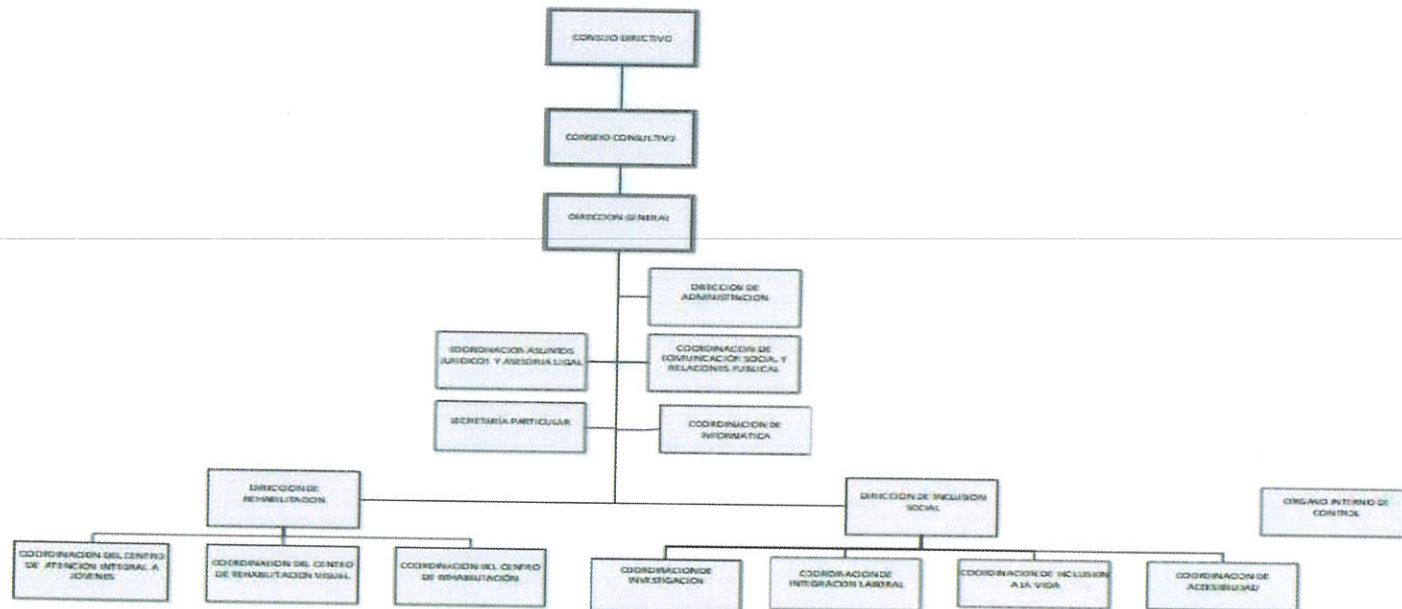 CONSEJO DIRECTIVO
CONSEJO CONSULTIVO
DIRECCION GENERAL
DIRECCION DE
ADMINISTRACION
COORDINACION ASUNTOS
JURIDICOS Y ASESORIA LEGAL
COORDINACION DE
COMUNICACIÓN SOCIAL Y
RELACIONES PUBLICAS
SECRETARÍA PARTICULAR
COORDINACION DE
INFORMATICA
DIRECCION DE
REHABILITACION
DIRECCION DE INCLUSION
SOCIAL
ORGANO INTERNO DE
CONTROL
COORDINACION DEL CENTRO
DE ATENCIÓN INTEGRAL A
JOVENES
COORDINACION DEL CENTRO
DE REHABILITACION VISUAL
COORDINACION DEL CENTRO
DE REHABILITACIÓN
COORDINACION DE
INVESTIGACION
COORDINACION DE
INTEGRACION LABORAL
COORDINACION DE INCLUSION
A LA VIDA
COORDINACION DE
ACCESIBILIDAD